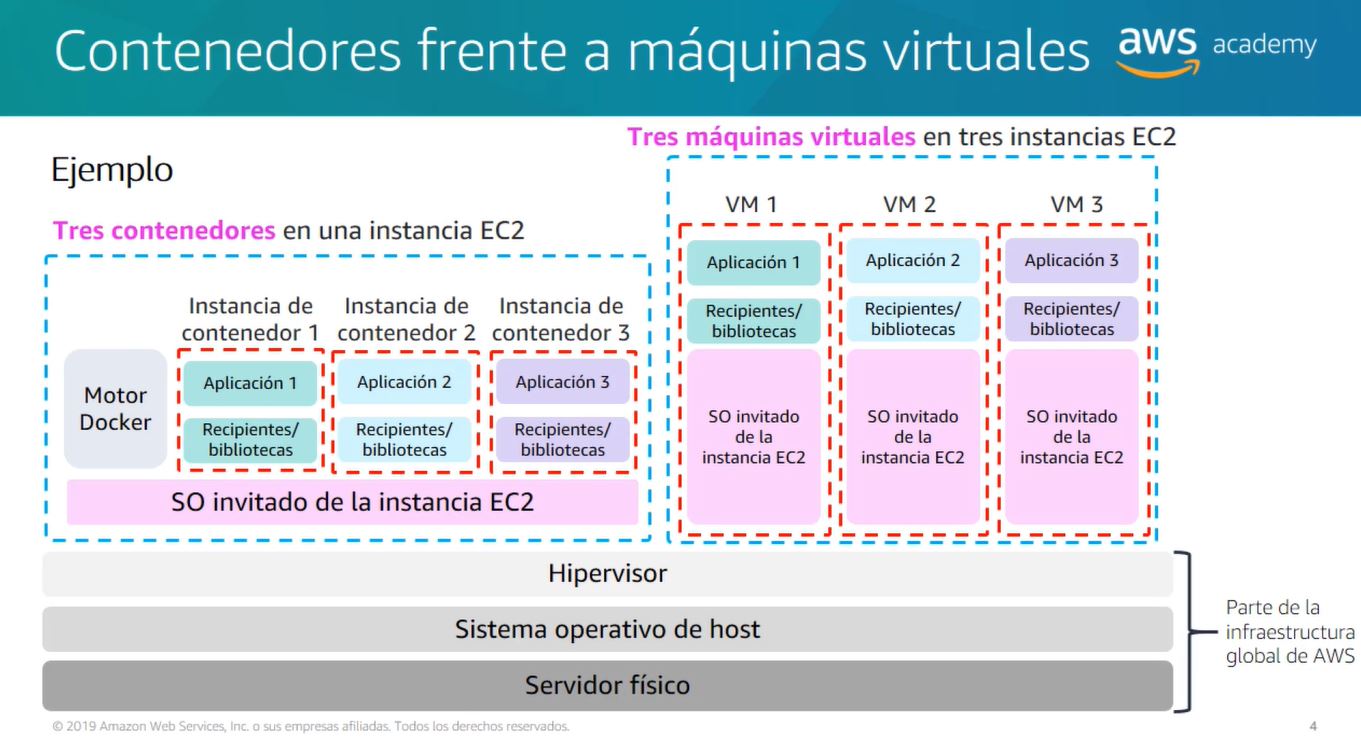 Contenedores frente a máquinas virtuales
aws academy
Ejemplo
Tres contenedores en una instancia EC2
Instancia de
contenedor 1
Instancia de
contenedor 2
Instancia de
contenedor 3
Motor
Docker
Aplicación 1
Aplicación 2
Aplicación 3
Recipientes/
bibliotecas
Recipientes/
bibliotecas
Recipientes/
bibliotecas
SO invitado de la instancia EC2
Tres máquinas virtuales en tres instancias EC2
VM 1
VM 2
VM 3
Aplicación 1
Aplicación 2
Aplicación 3
Recipientes/
bibliotecas
Recipientes/
bibliotecas
Recipientes/
bibliotecas
SO invitado
de la
instancia EC2
SO invitado
de la
instancia EC2
SO invitado
de la
instancia EC2
Hipervisor
Sistema operativo de host
Servidor físico
Parte de la
infraestructura
global de AWS
© 2019 Amazon Web Services, Inc. o sus empresas afiliadas. Todos los derechos reservados.
4